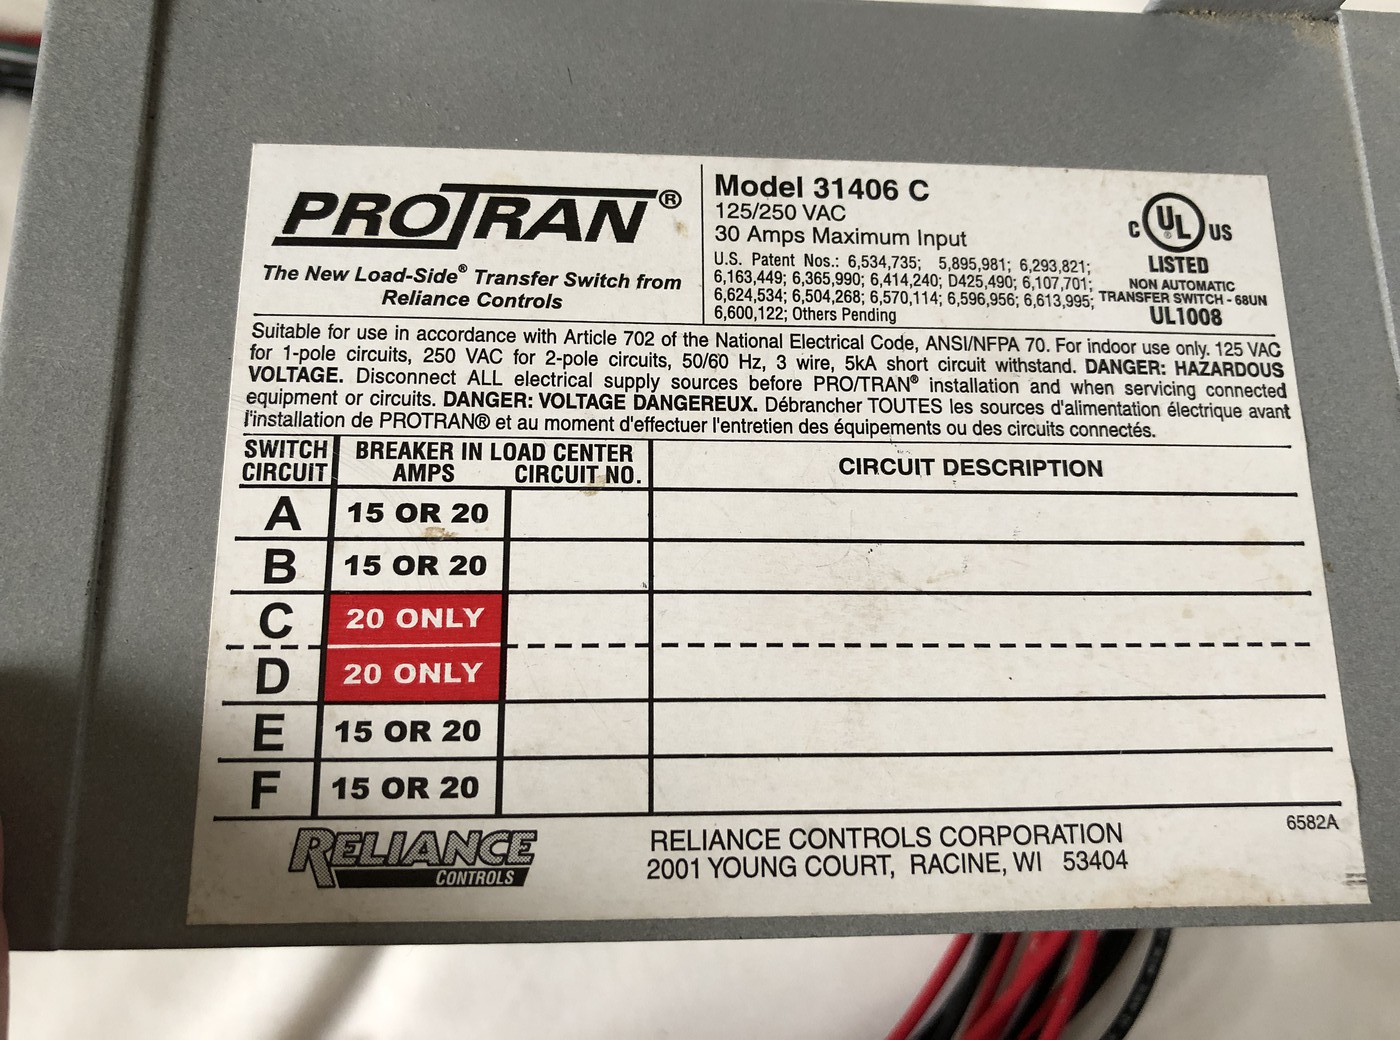 PROTRAN®
The New Load-Side® Transfer Switch from
Reliance Controls
Model 31406 C
125/250 VAC
30 Amps Maximum Input
U.S. Patent Nos.: 6,534,735; 5,895,981; 6,293,821;
6,163,449; 6,365,990; 6,414,240; D425,490; 6,107,701;
6,624,534; 6,504,268; 6,570,114; 6,596,956; 6,613,995;
6,600,122; Others Pending
C UL US
LISTED
NON AUTOMATIC
TRANSFER SWITCH - 68UN
UL1008
Suitable for use in accordance with Article 702 of the National Electrical Code, ANSI/NFPA 70. For indoor use only. 125 VAC
for 1-pole circuits, 250 VAC for 2-pole circuits, 50/60 Hz, 3 wire, 5kA short circuit withstand. DANGER: HAZARDOUS
VOLTAGE. Disconnect ALL electrical supply sources before PRO/TRAN® installation and when servicing connected
equipment or circuits. DANGER: VOLTAGE DANGEREUX. Débrancher TOUTES les sources d'alimentation électrique avant
l'installation de PROTRAN® et au moment d'effectuer l'entretien des équipements ou des circuits connectés.
SWITCH CIRCUIT
BREAKER IN LOAD CENTER
AMPS CIRCUIT NO.
CIRCUIT DESCRIPTION
A 15 OR 20
B 15 OR 20
C 20 ONLY
D 20 ONLY
E 15 OR 20
F 15 OR 20
RELIANCE
CONTROLS
RELIANCE CONTROLS CORPORATION
2001 YOUNG COURT, RACINE, WI 53404
6582A